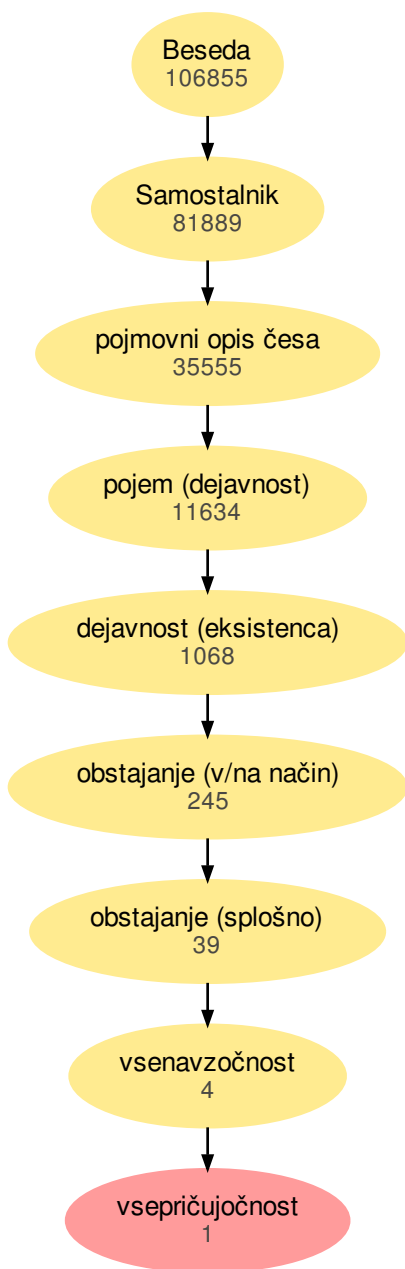 Beseda
106855
Samostalnik
81889
pojmovni opis česa
35555
pojem (dejavnost)
11634
dejavnost (eksistenca)
1068
obstajanje (v/na način)
245
obstajanje (splošno)
39
vsenavzočnost
4
vsepričujočnost
1